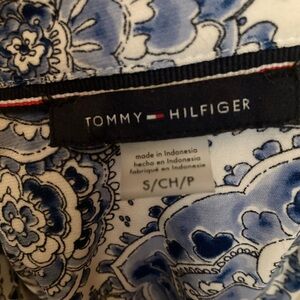 TOMMY HILFIGER
made in Indonesia
hecho en Indonesia
fabriqué en Indonésie
S/CH/P